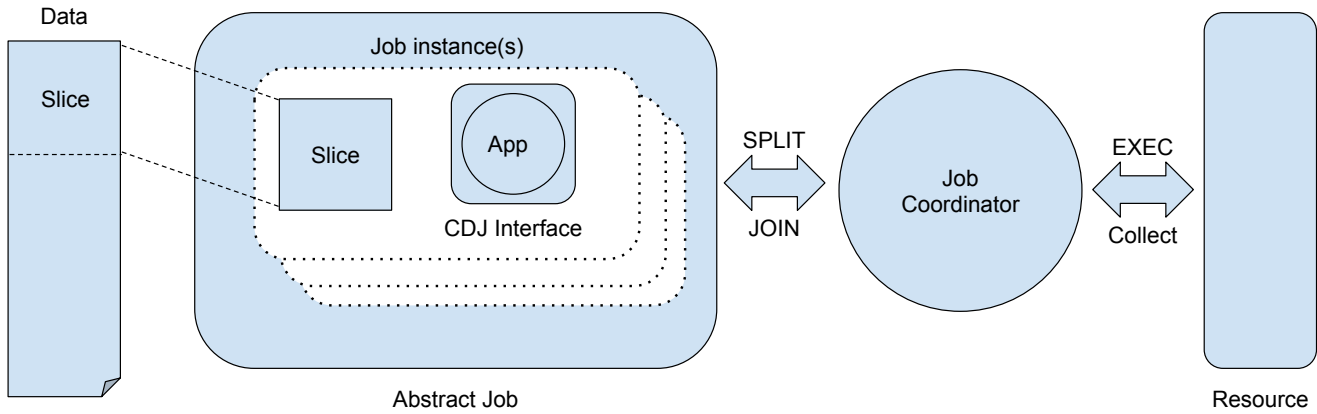 Data
Slice
Job instance(s)
Slice
App
CDJ Interface
Abstract Job
SPLIT
JOIN
Job
Coordinator
EXEC
Collect
Resource